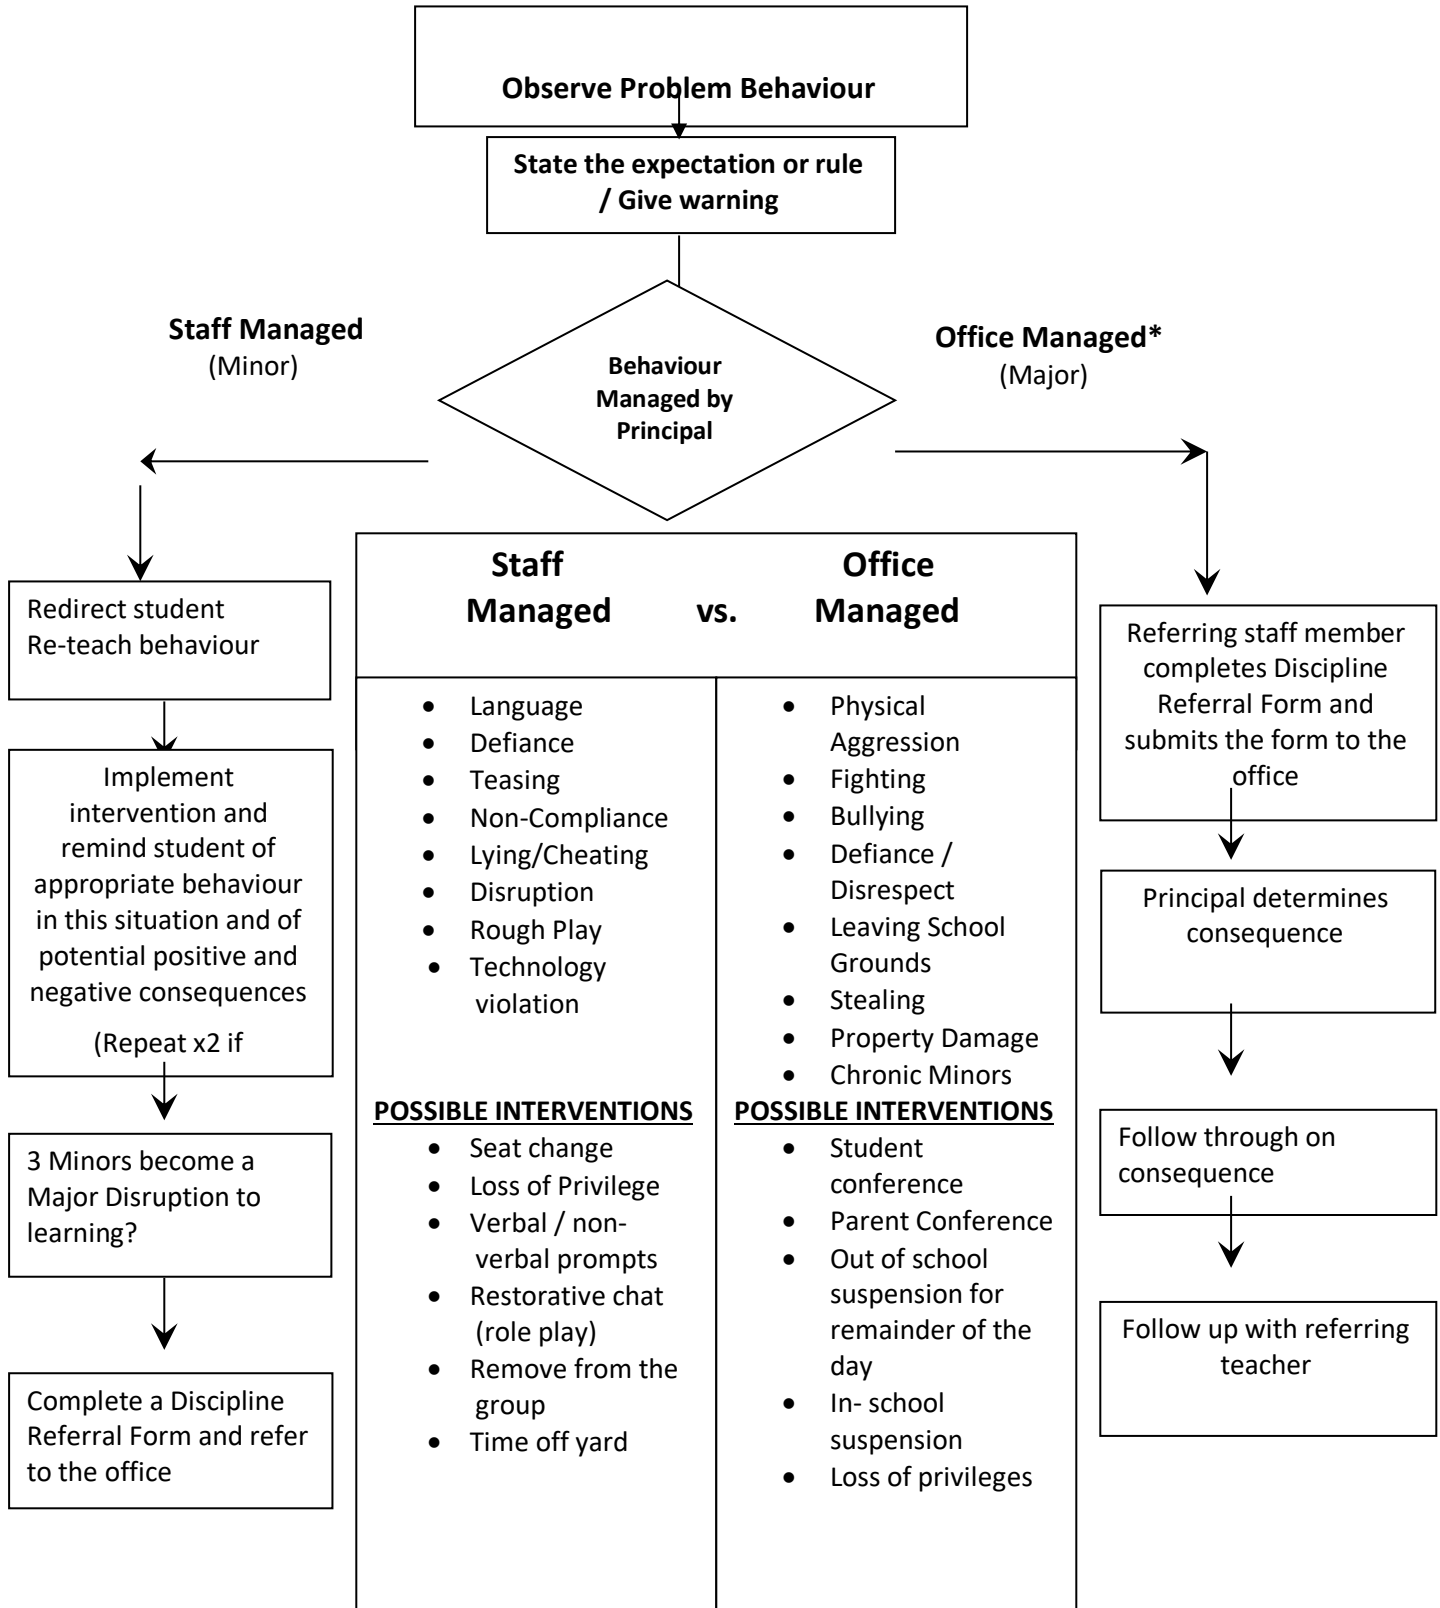 Observe Problem Behaviour
State the expectation or rule
/ Give warning
Staff Managed
(Minor)
Behaviour
Managed by
Principal
Office Managed*
(Major)
Redirect student
Re-teach behaviour
Implement
intervention and
remind student of
appropriate behaviour
in this situation and of
potential positive and
negative consequences
(Repeat x2 if
3 Minors become a
Major Disruption to
learning?
Complete a Discipline
Referral Form and refer
to the office
Staff Office
Managed vs. Managed
• Language
• Defiance
• Teasing
• Non-Compliance
• Lying/Cheating
• Disruption
• Rough Play
• Technology
violation
POSSIBLE INTERVENTIONS
• Seat change
• Loss of Privilege
• Verbal / non-
verbal prompts
• Restorative chat
(role play)
• Remove from the
group
• Time off yard
• Physical
Aggression
• Fighting
• Bullying
• Defiance /
Disrespect
• Leaving School
Grounds
• Stealing
• Property Damage
• Chronic Minors
POSSIBLE INTERVENTIONS
• Student
conference
• Parent Conference
• Out of school
suspension for
remainder of the
day
• In- school
suspension
• Loss of privileges
Referring staff member
completes Discipline
Referral Form and
submits the form to the
office
Principal determines
consequence
Follow through on
consequence
Follow up with referring
teacher